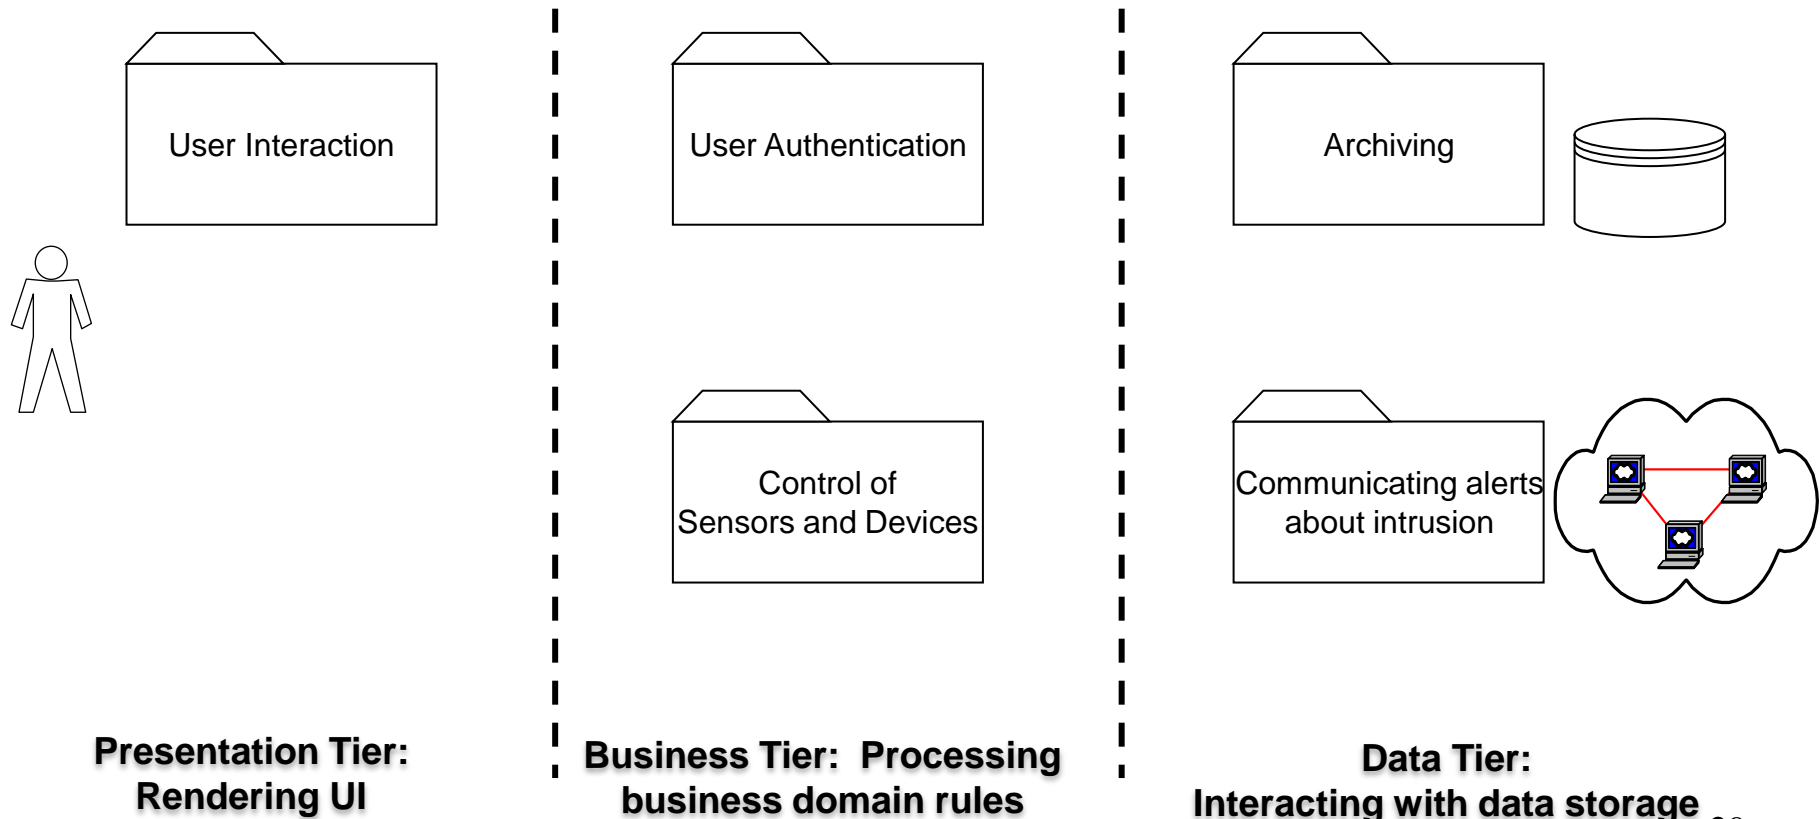 User Interaction
User Authentication
Archiving
Control of
Sensors and Devices
Communicating alerts
about intrusion
Presentation Tier:
Rendering UI
Business Tier:  Processing
business domain rules
Data Tier:
Interacting with data storage